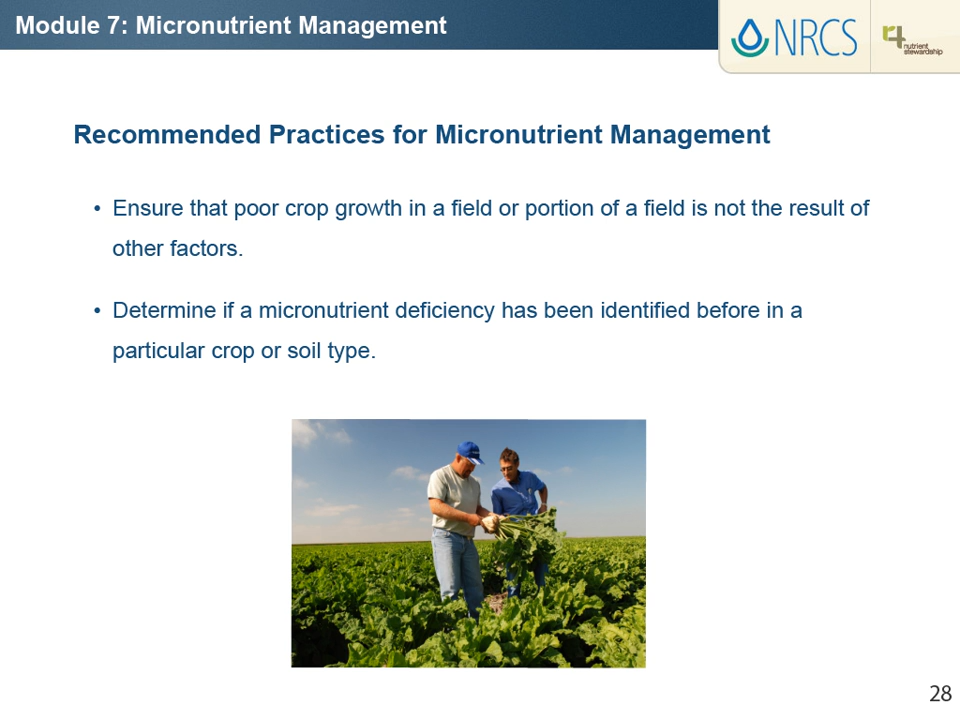 Module 7: Micronutrient Management
NRCS
r4
nutrient
stewardship
Recommended Practices for Micronutrient Management
• Ensure that poor crop growth in a field or portion of a field is not the result of
other factors.
• Determine if a micronutrient deficiency has been identified before in a
particular crop or soil type.
28